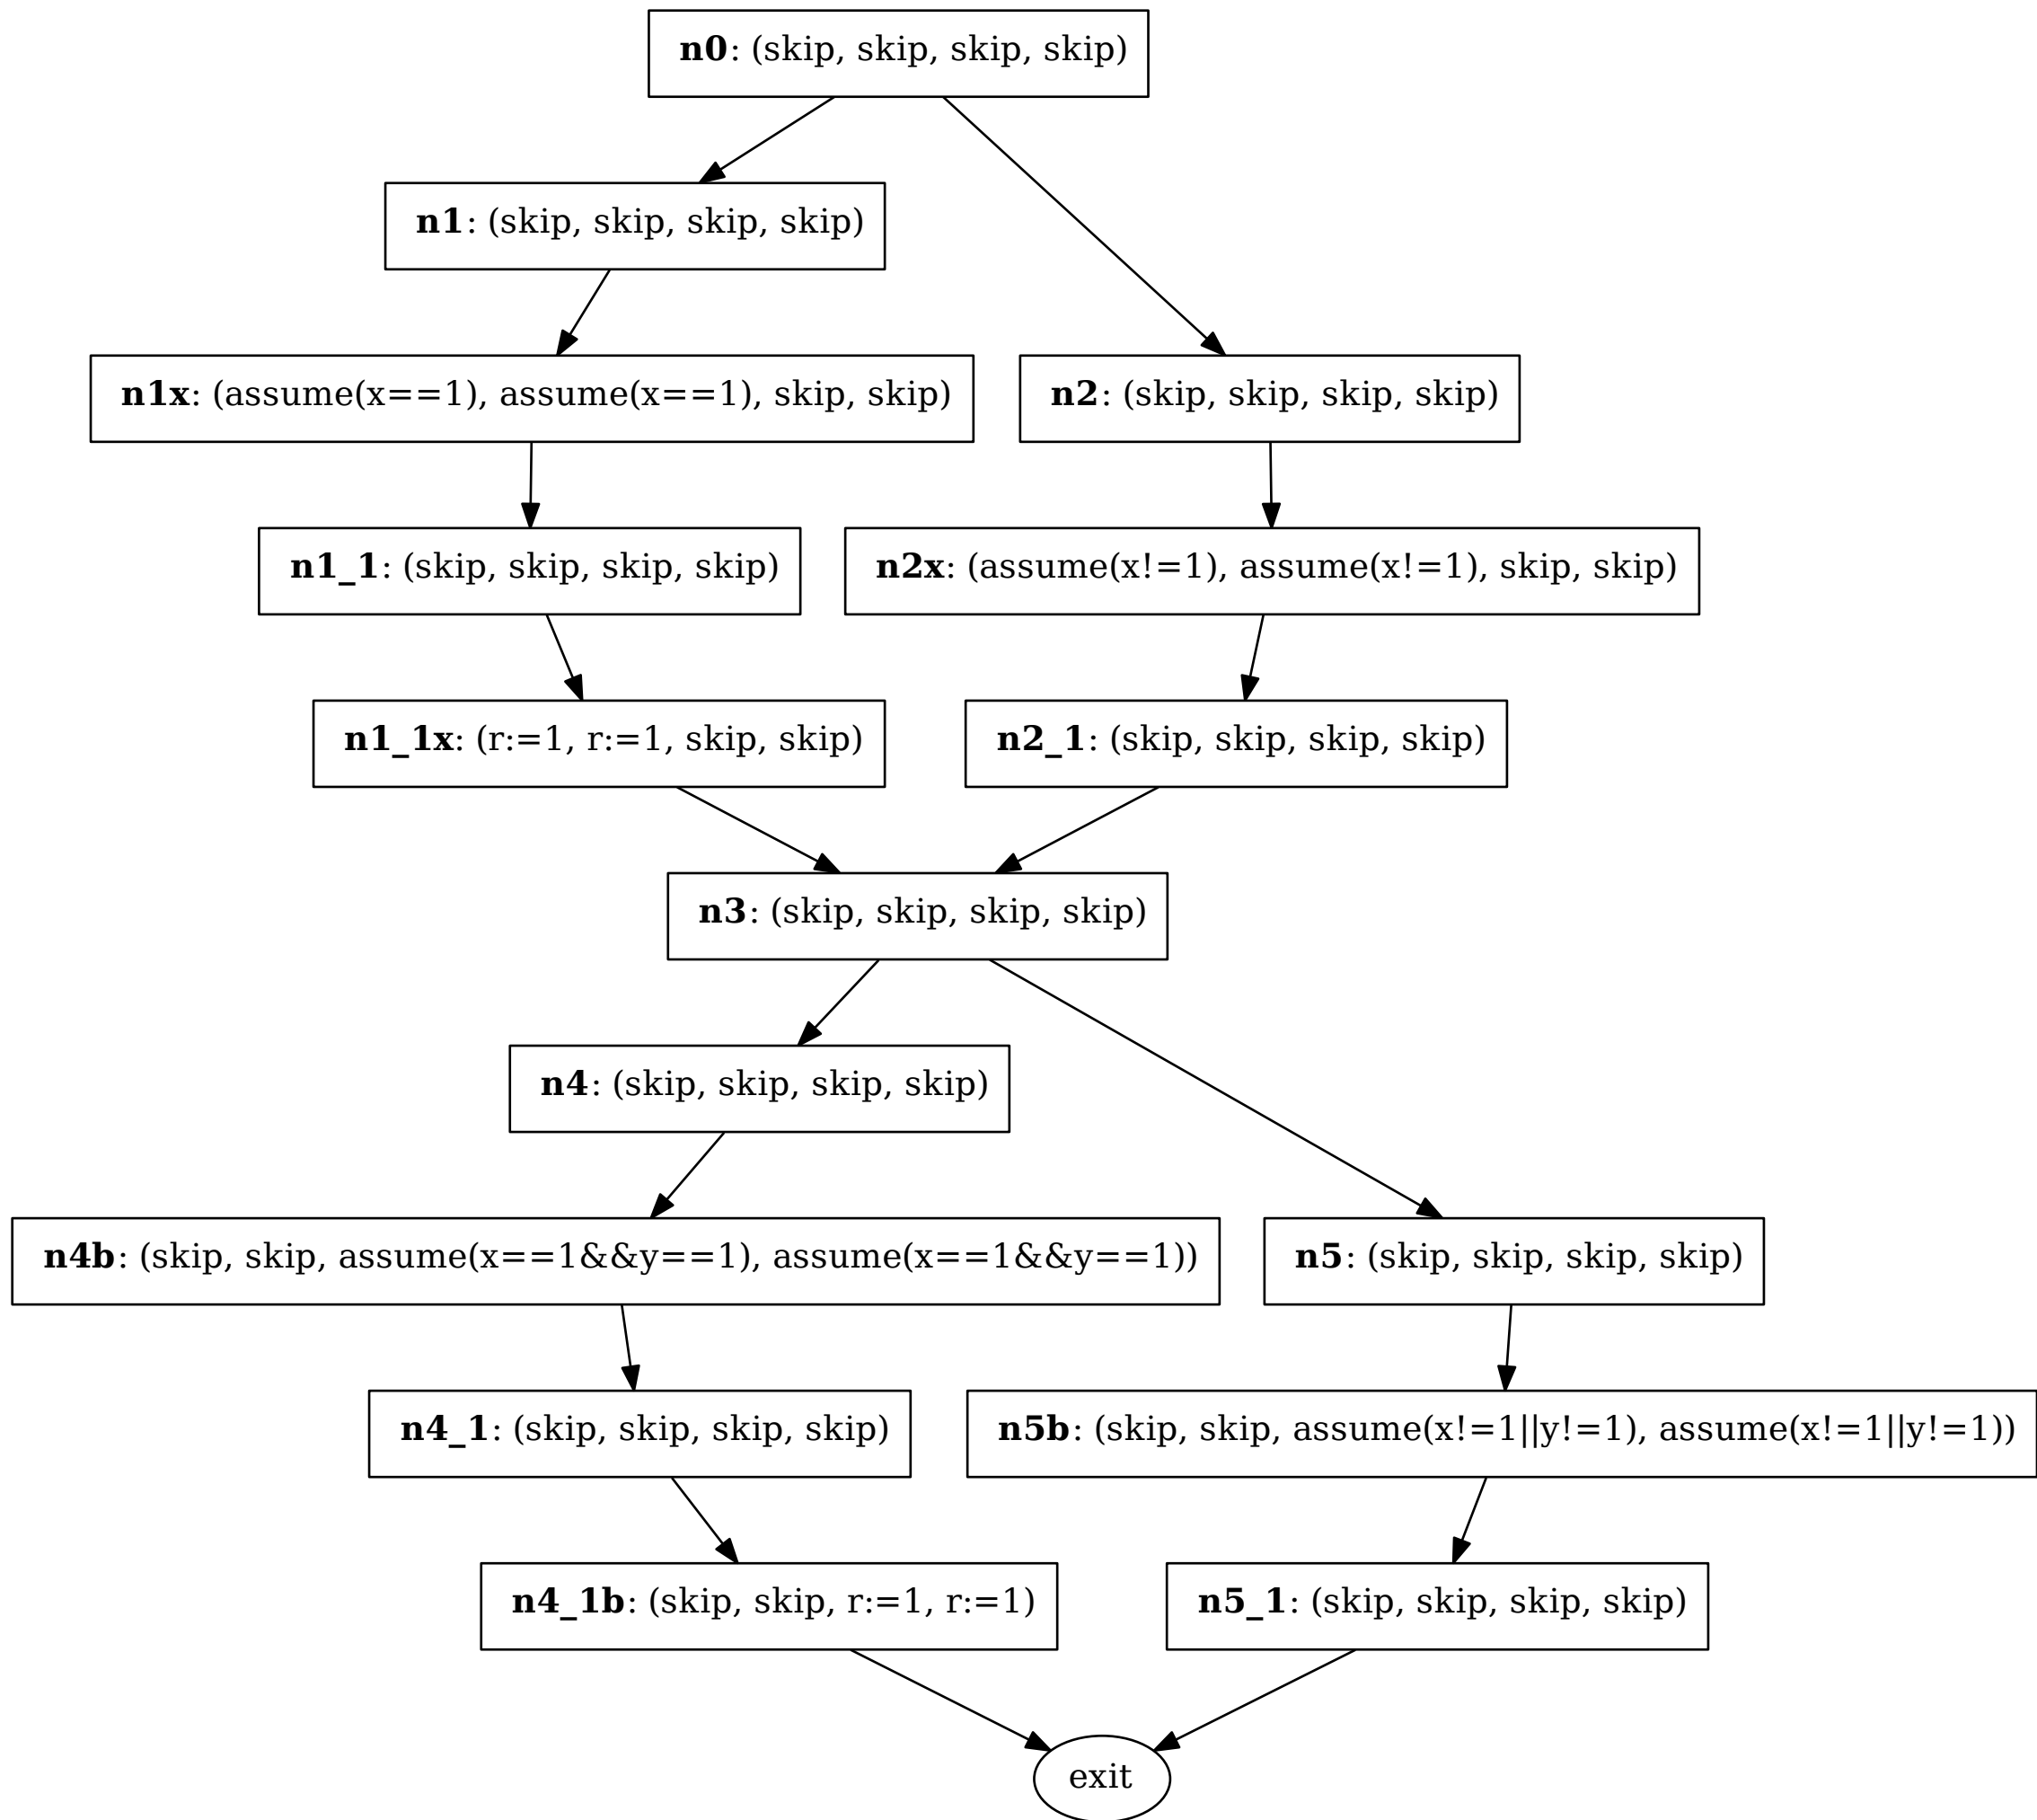 n0: (skip, skip, skip, skip)
n1: (skip, skip, skip, skip)
n1x: (assume(x==1), assume(x==1), skip, skip)
n2: (skip, skip, skip, skip)
n1_1: (skip, skip, skip, skip)
n2x: (assume(x!=1), assume(x!=1), skip, skip)
n1_1x: (r:=1, r:=1, skip, skip)
n2_1: (skip, skip, skip, skip)
n3: (skip, skip, skip, skip)
n4: (skip, skip, skip, skip)
n4b: (skip, skip, assume(x==1&&y==1), assume(x==1&&y==1))
n5: (skip, skip, skip, skip)
n4_1: (skip, skip, skip, skip)
n5b: (skip, skip, assume(x!=1||y!=1), assume(x!=1||y!=1))
n4_1b: (skip, skip, r:=1, r:=1)
n5_1: (skip, skip, skip, skip)
exit